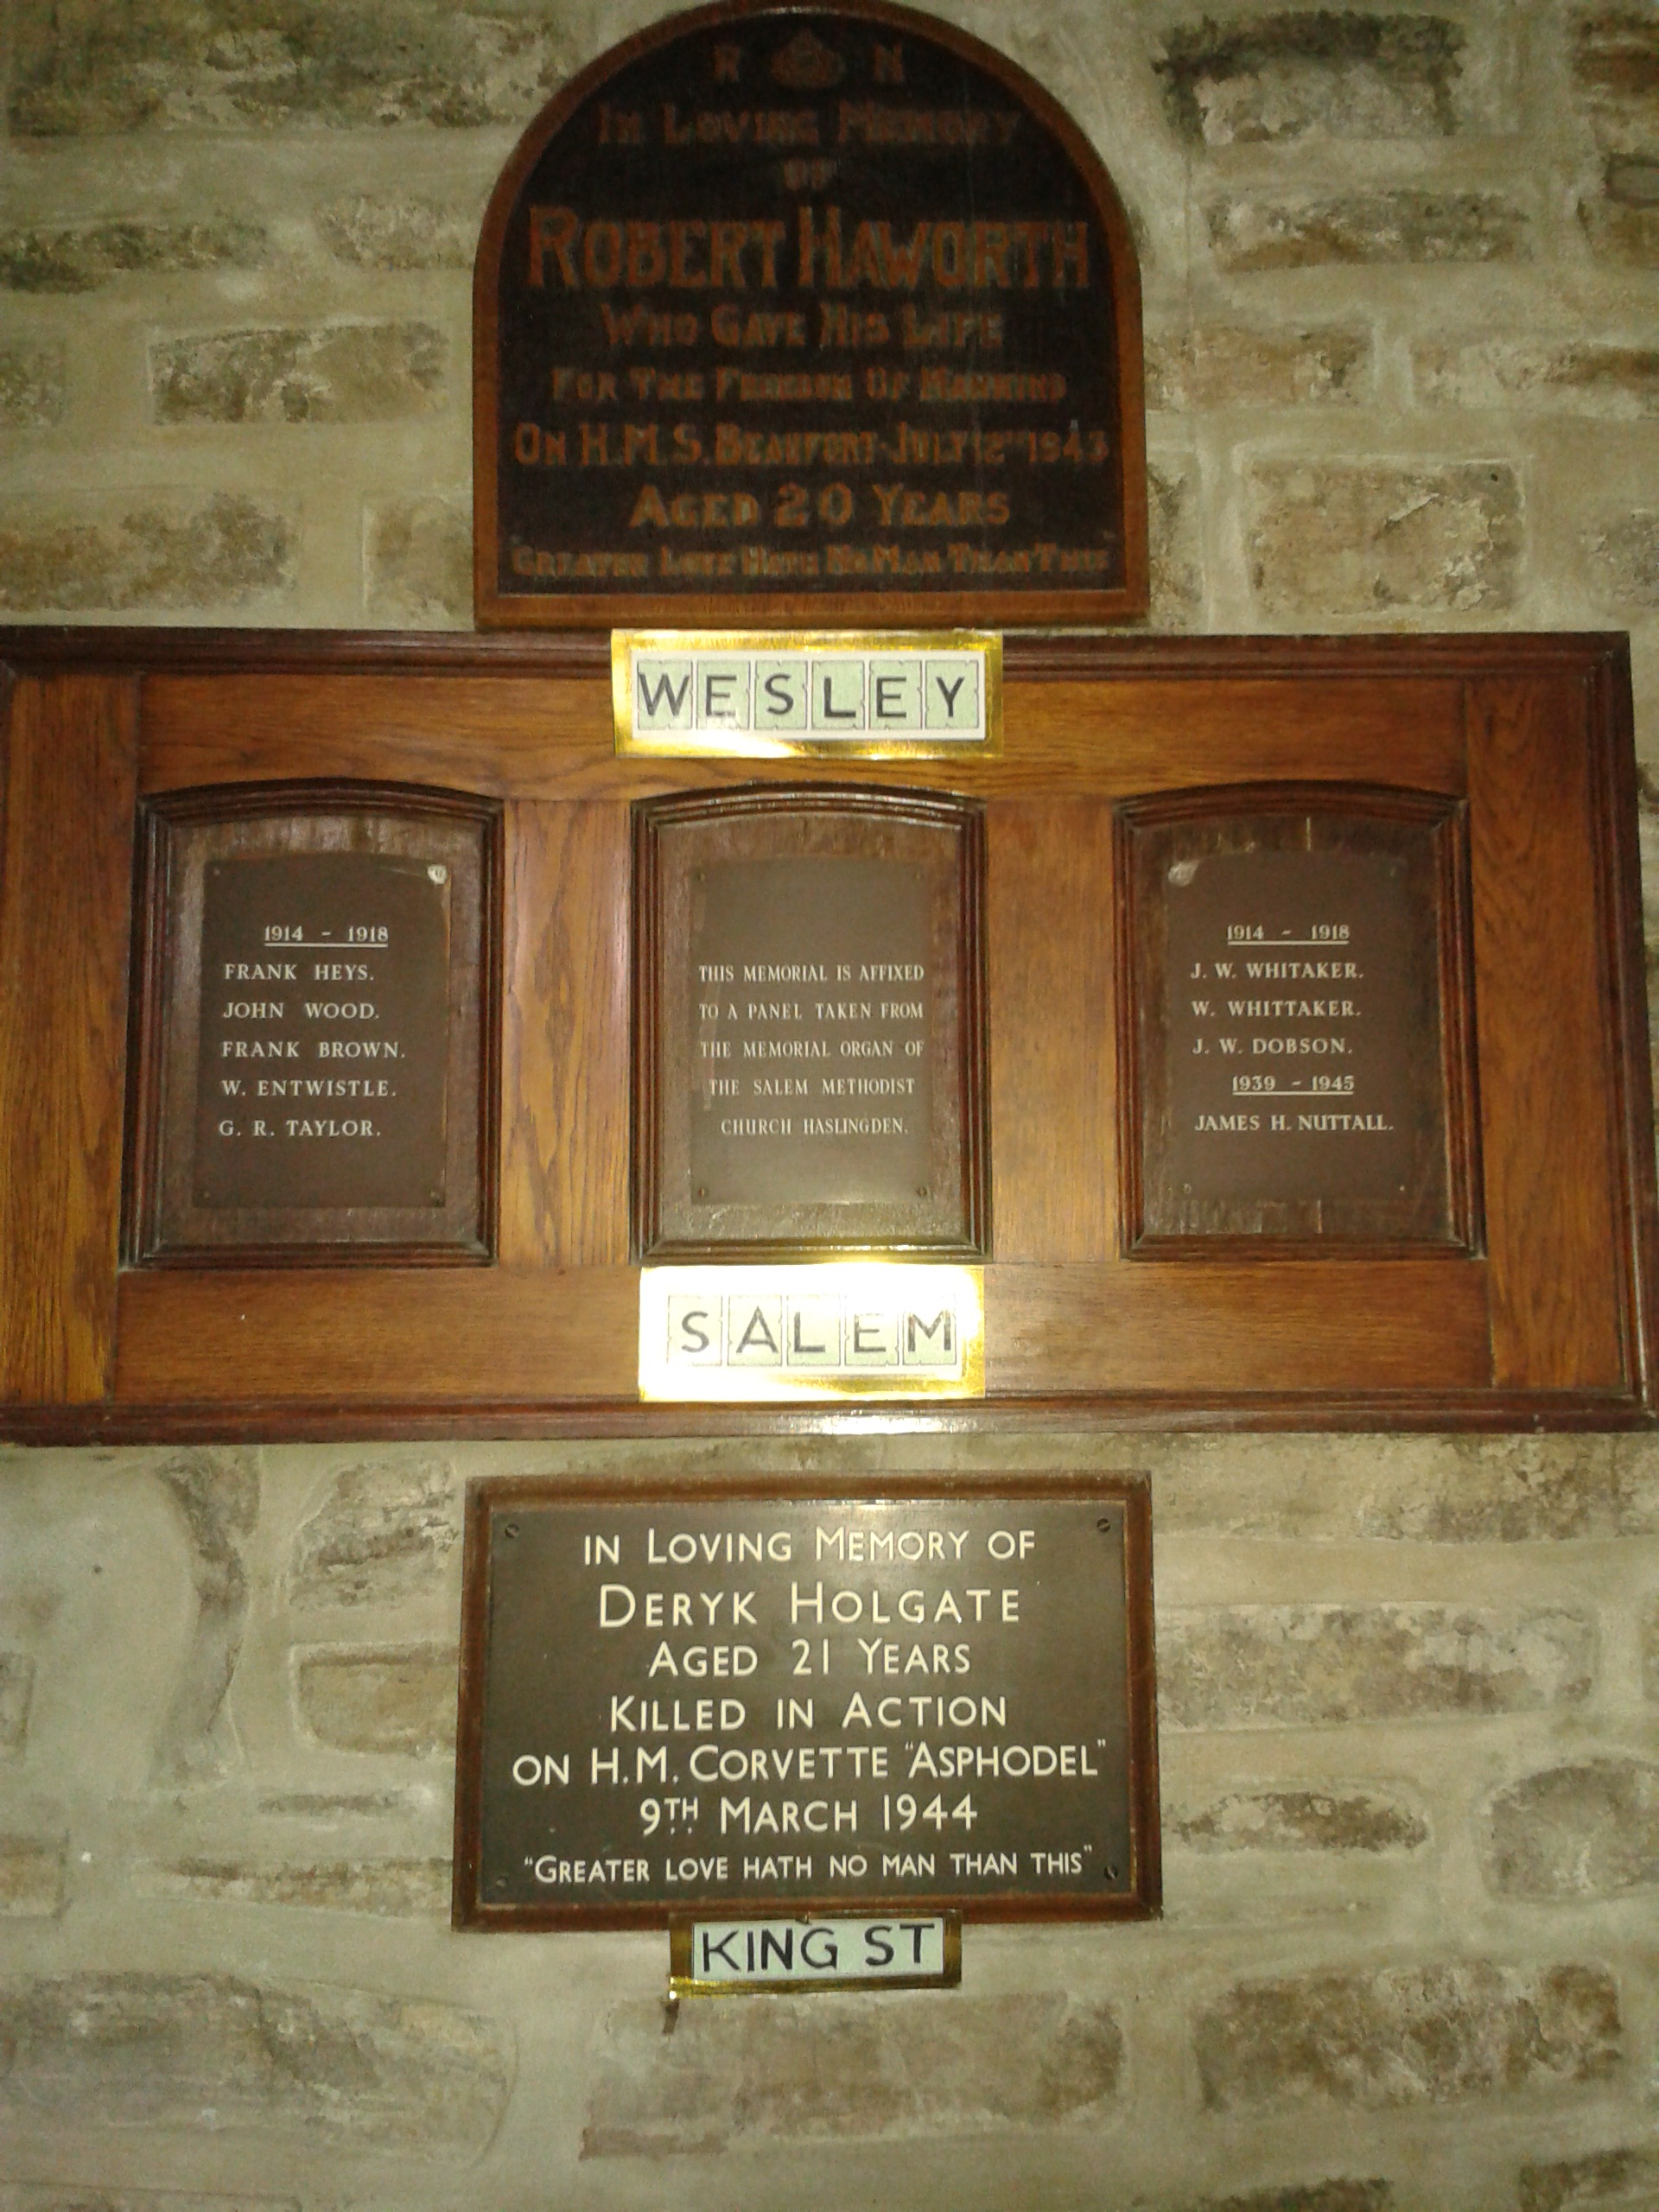 R N
IN LOVING MEMORY
OF
ROBERT HAWORTH
WHO GAVE HIS LIFE
FOR THE FREEDOM OF MANKIND
ON H.M.S. BEAUFORT JULY 12TH 1943
AGED 20 YEARS
"GREATER LOVE HATH NO MAN THAN THIS"
WESLEY
1914 - 1918
FRANK HEYS.
JOHN WOOD.
FRANK BROWN.
W. ENTWISTLE.
G. R. TAYLOR.
THIS MEMORIAL IS AFFIXED
TO A PANEL TAKEN FROM
THE MEMORIAL ORGAN OF
THE SALEM METHODIST
CHURCH HASLINGDEN.
1914 - 1918
J. W. WHITAKER.
W. WHITTAKER.
J. W. DOBSON.
1939 - 1945
JAMES H. NUTTALL.
SALEM
IN LOVING MEMORY OF
DERYK HOLGATE
AGED 21 YEARS
KILLED IN ACTION
ON H.M. CORVETTE "ASPHODEL"
9TH MARCH 1944
"GREATER LOVE HATH NO MAN THAN THIS"
KING ST